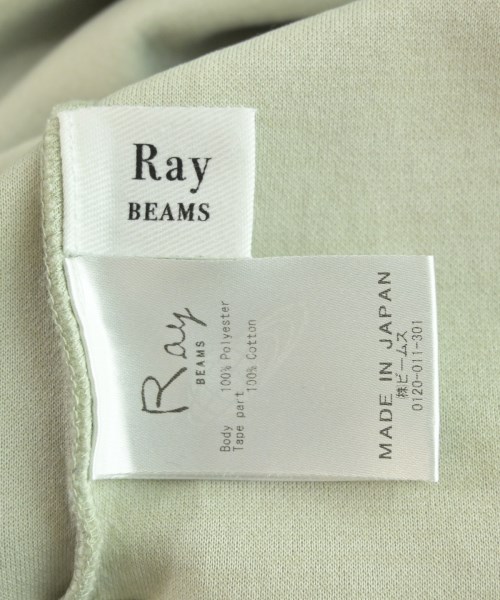 Ray
BEAMS
Ray
BEAMS
Body 100% Polyester
Tape part 100% Cotton
MADE IN JAPAN
㈱ビームス
0120-011-301